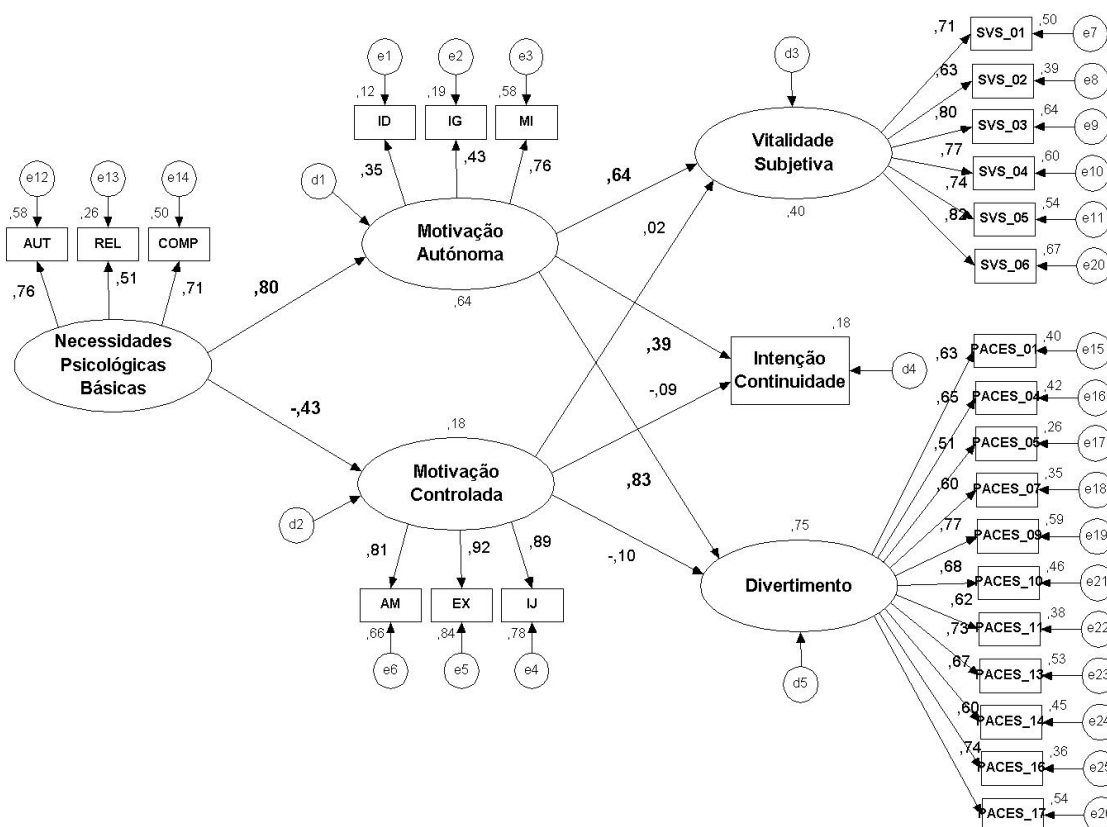 e1
e2
e3
,12
,19
,58
ID
IG
MI
,35
,43
,76
d1
e12
e13
e14
,58
,26
,50
AUT
REL
COMP
,76
,51
,71
Necessidades
Psicológicas
Básicas
,80
-,43
Motivação
Autónoma
,64
,64
,02
,39
-,09
,83
-,10
,18
Motivação
Controlada
d2
,81
,92
,89
AM
EX
IJ
,66
,84
,78
e6
e5
e4
d3
Vitalidade
Subjetiva
,40
,71
SVS_01
,50
e7
,63
SVS_02
,39
e8
,80
SVS_03
,64
e9
,77
SVS_04
,60
e10
,74
SVS_05
,54
e11
,82
SVS_06
,67
e20
,18
Intenção
Continuidade
d4
,75
Divertimento
d5
,63
PACES_01
,40
e15
,65
PACES_04
,42
e16
,51
PACES_05
,26
e17
,60
PACES_07
,35
e18
,77
PACES_09
,59
e19
,68
PACES_10
,46
e21
,62
PACES_11
,38
e22
,73
PACES_13
,53
e23
,67
PACES_14
,45
e24
,60
PACES_16
,36
e25
,74
PACES_17
,54